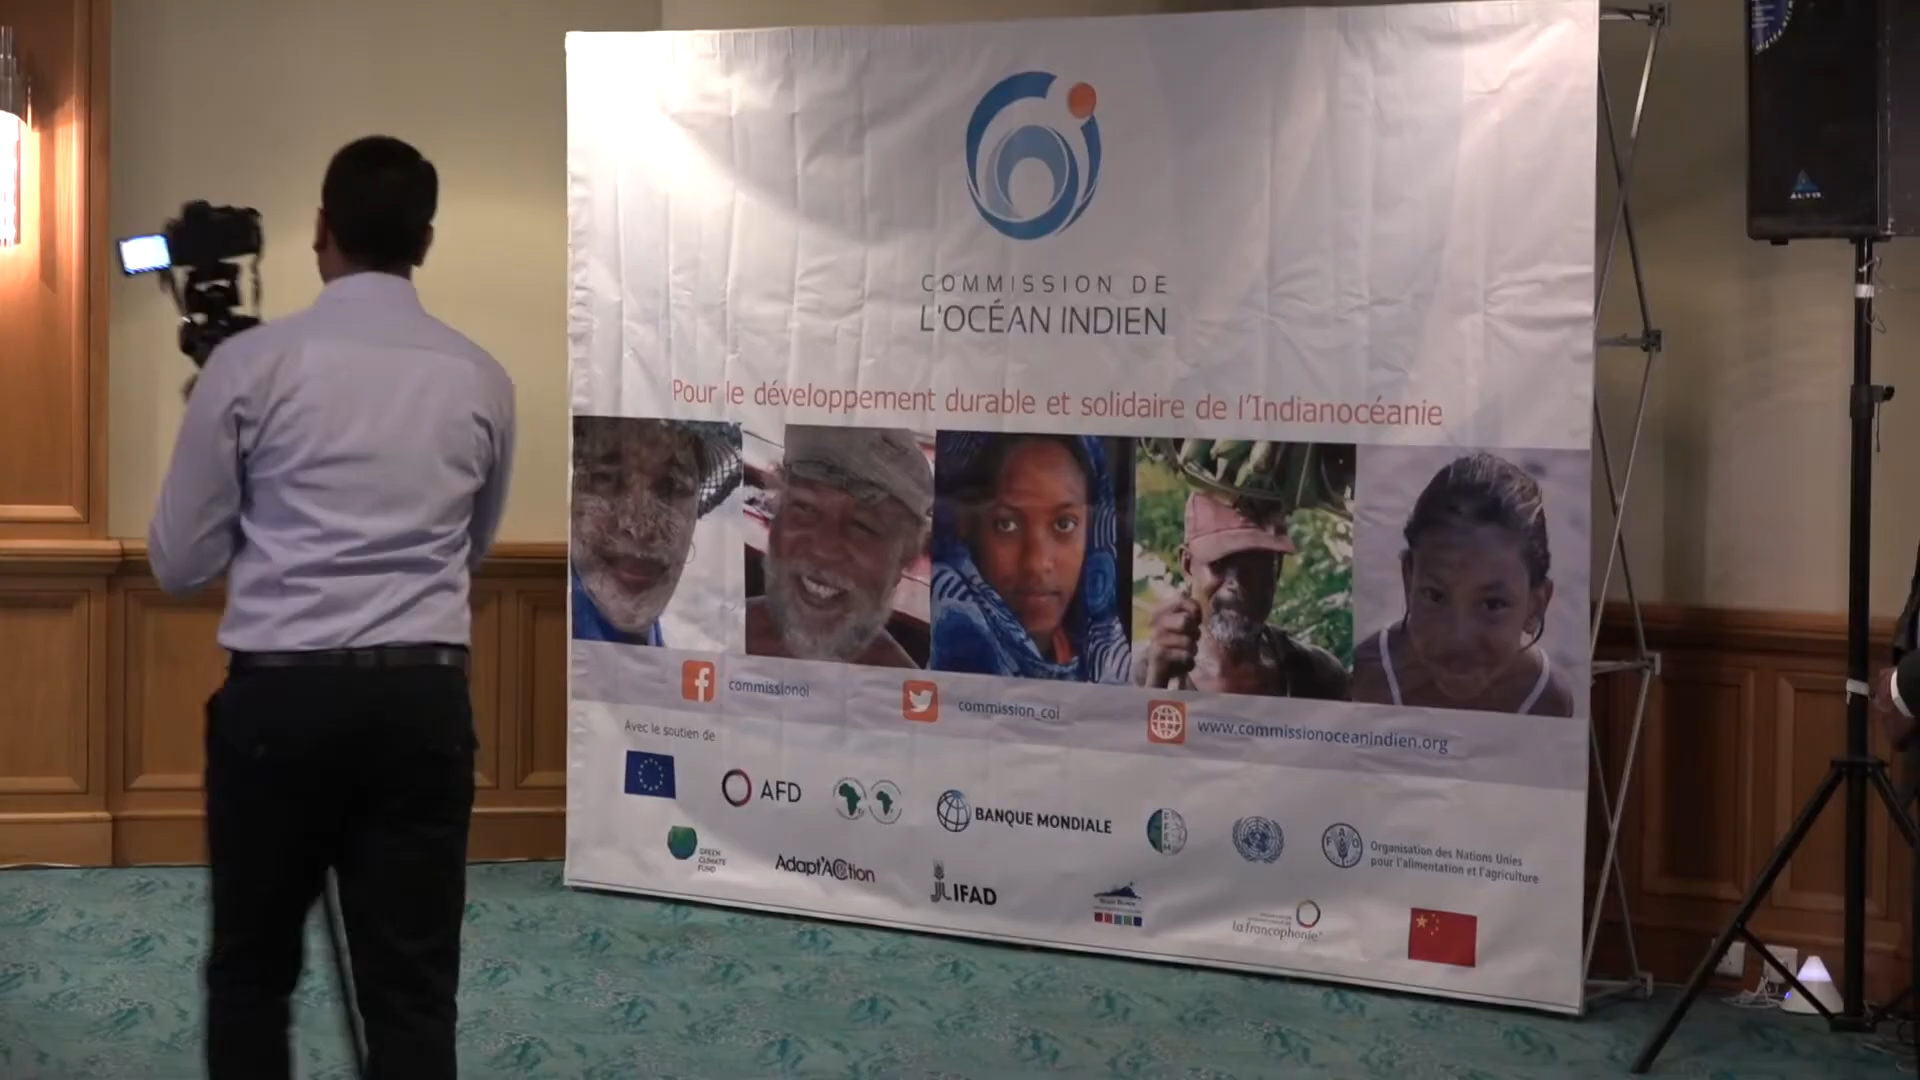 COMMISSION DE
L'OCÉAN INDIEN
Pour le développement durable et solidaire de l'Indianocéanie
commissionoi
commission_coi
www.commissionoceanindien.org
Avec le soutien de
AFD
BANQUE MONDIALE
FFEM
FAO
Organisation des Nations Unies
pour l'alimentation et l'agriculture
GREEN
CLIMATE
FUND
Adapt'Action
IFAD
la francophonie
ALTO